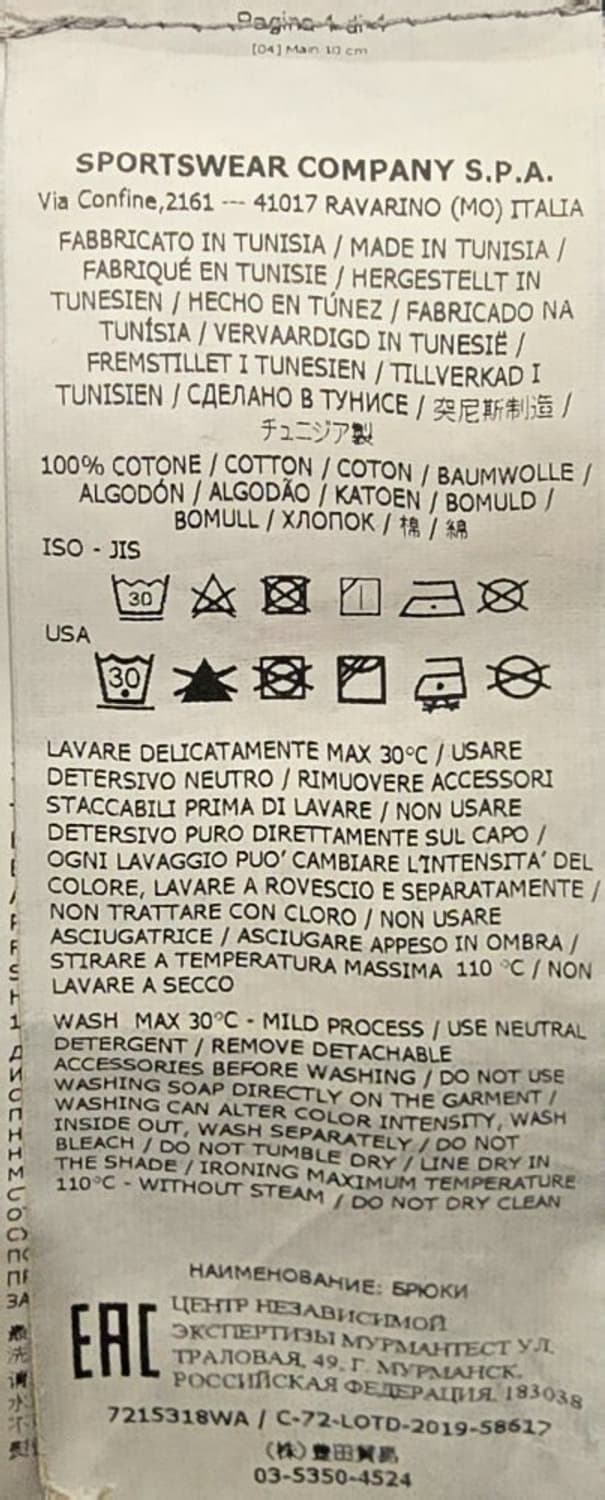 Pagina 1 di 4
[04] Main 10 cm
SPORTSWEAR COMPANY S.P.A.
Via Confine,2161 --- 41017 RAVARINO (MO) ITALIA
FABBRICATO IN TUNISIA / MADE IN TUNISIA /
FABRIQUÉ EN TUNISIE / HERGESTELLT IN
TUNESIEN / HECHO EN TÚNEZ / FABRICADO NA
TUNÍSIA / VERVAARDIGD IN TUNESIË /
FREMSTILLET I TUNESIEN / TILLVERKAD I
TUNISIEN / СДЕЛАНО В ТУНИСЕ / 突尼斯制造 /
チュニジア製
100% COTONE / COTTON / COTON / BAUMWOLLE /
ALGODÓN / ALGODÃO / KATOEN / BOMULD /
BOMULL / ХЛОПОК / 棉 / 綿
ISO - JIS
30
USA
30
LAVARE DELICATAMENTE MAX 30°C / USARE
DETERSIVO NEUTRO / RIMUOVERE ACCESSORI
STACCABILI PRIMA DI LAVARE / NON USARE
DETERSIVO PURO DIRETTAMENTE SUL CAPO /
OGNI LAVAGGIO PUO' CAMBIARE L'INTENSITA' DEL
COLORE, LAVARE A ROVESCIO E SEPARATAMENTE /
NON TRATTARE CON CLORO / NON USARE
ASCIUGATRICE / ASCIUGARE APPESO IN OMBRA /
STIRARE A TEMPERATURA MASSIMA 110 °C / NON
LAVARE A SECCO
WASH MAX 30°C - MILD PROCESS / USE NEUTRAL
DETERGENT / REMOVE DETACHABLE
ACCESSORIES BEFORE WASHING / DO NOT USE
WASHING SOAP DIRECTLY ON THE GARMENT /
WASHING CAN ALTER COLOR INTENSITY, WASH
INSIDE OUT, WASH SEPARATELY / DO NOT
BLEACH / DO NOT TUMBLE DRY / LINE DRY IN
THE SHADE / IRONING MAXIMUM TEMPERATURE
110°C - WITHOUT STEAM / DO NOT DRY CLEAN
НАИМЕНОВАНИЕ: БРЮКИ
EAC
ЦЕНТР НЕЗАВИСИМОЙ
ЭКСПЕРТИЗЫ МУРМАНТЕСТ УЛ.
ТРАЛОВАЯ, 49, Г. МУРМАНСК,
РОССИЙСКАЯ ФЕДЕРАЦИЯ, 183038
7215318WA / C-72-LOTD-2019-58617
(株)豊田貿易
03-5350-4524